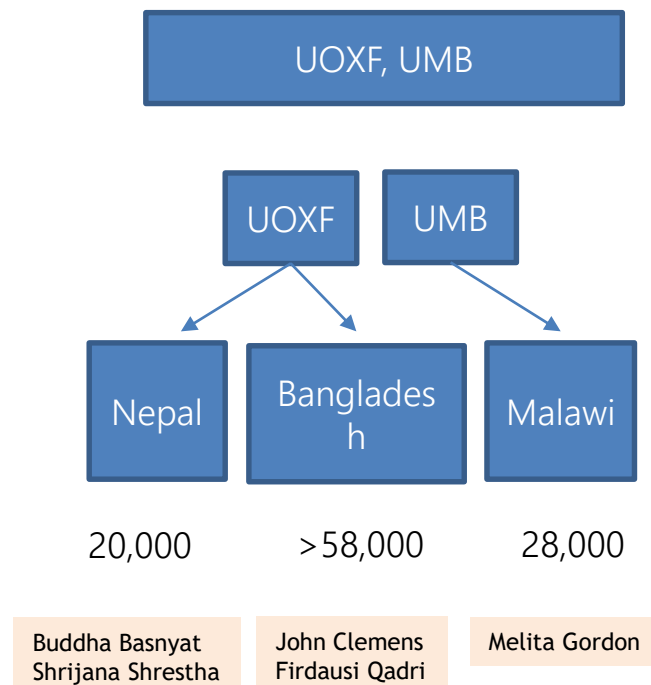 UOXF, UMB
UOXF
UMB
Nepal
Banglades
h
Malawi
20,000
>58,000
28,000
Buddha Basnyat
Shrijana Shrestha
John Clemens
Firdausi Qadri
Melita Gordon